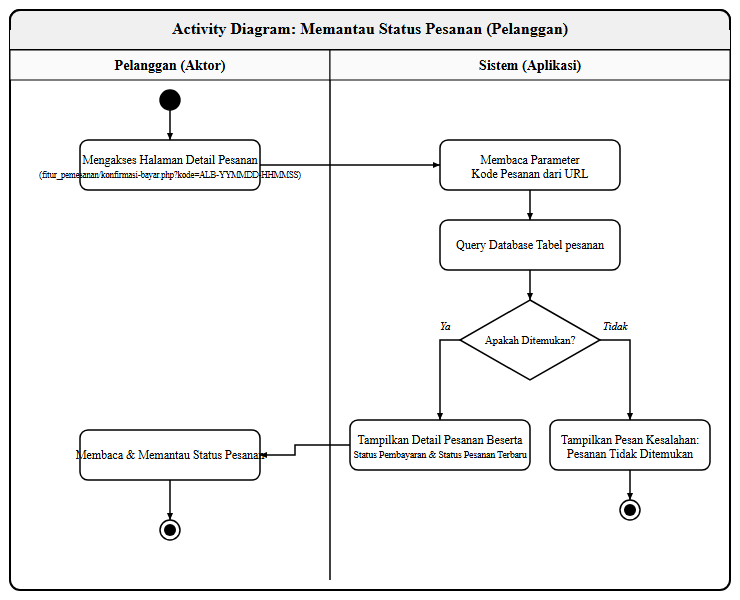 Activity Diagram: Memantau Status Pesanan (Pelanggan)
Pelanggan (Aktor)
Sistem (Aplikasi)
Mengakses Halaman Detail Pesanan
(fitur_pemesanan/konfirmasi-bayar.php?kode=ALB-YYMMDD-HHMMSS)
Membaca Parameter
Kode Pesanan dari URL
Query Database Tabel pesanan
Apakah Ditemukan?
Ya
Tidak
Tampilkan Detail Pesanan Beserta
Status Pembayaran & Status Pesanan Terbaru
Tampilkan Pesan Kesalahan:
Pesanan Tidak Ditemukan
Membaca & Memantau Status Pesanan